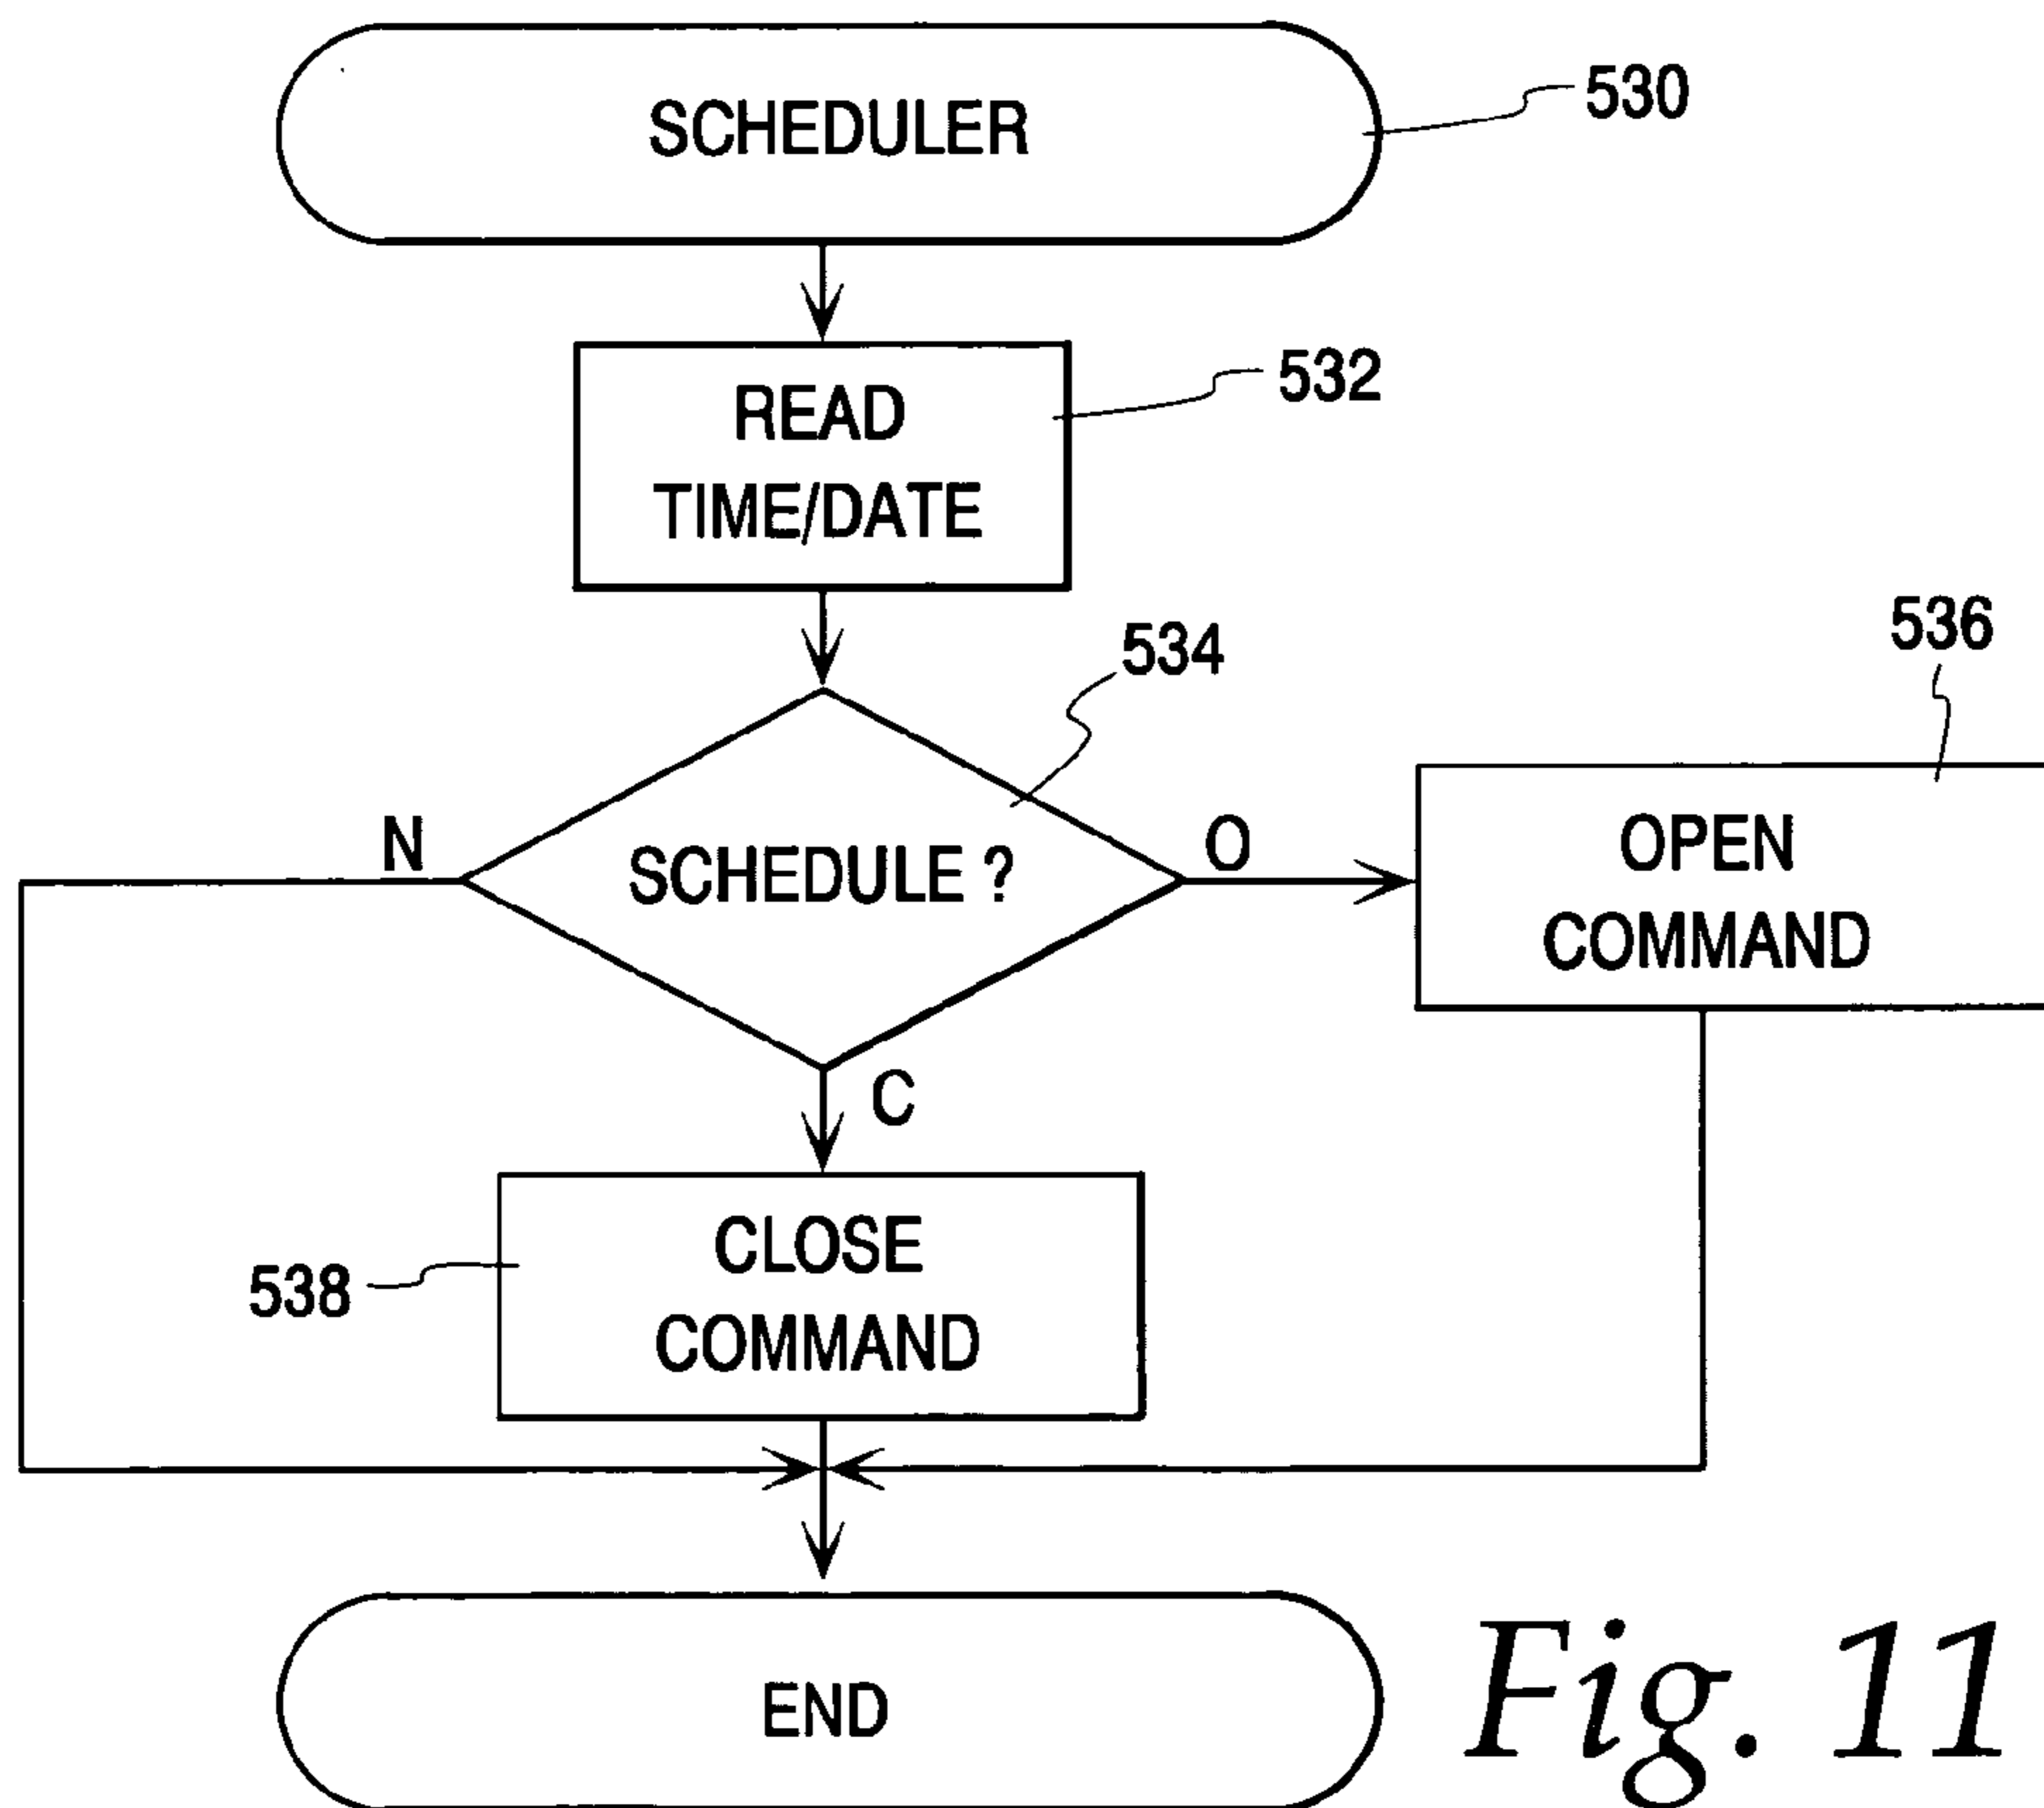 SCHEDULER
530
READ
TIME/DATE
532
534
536
N
SCHEDULE ?
O
OPEN
COMMAND
C
CLOSE
COMMAND
538
END
Fig. 11